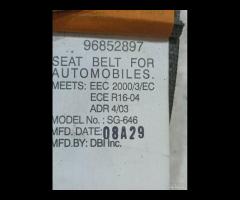 96852897
SEAT BELT FOR
AUTOMOBILES.
MEETS: EEC 2000/3/EC
ECE R16-04
ADR 4/03
MODEL No.: SG-646
MFD. DATE: 08A29
MFD.BY: DBI Inc.